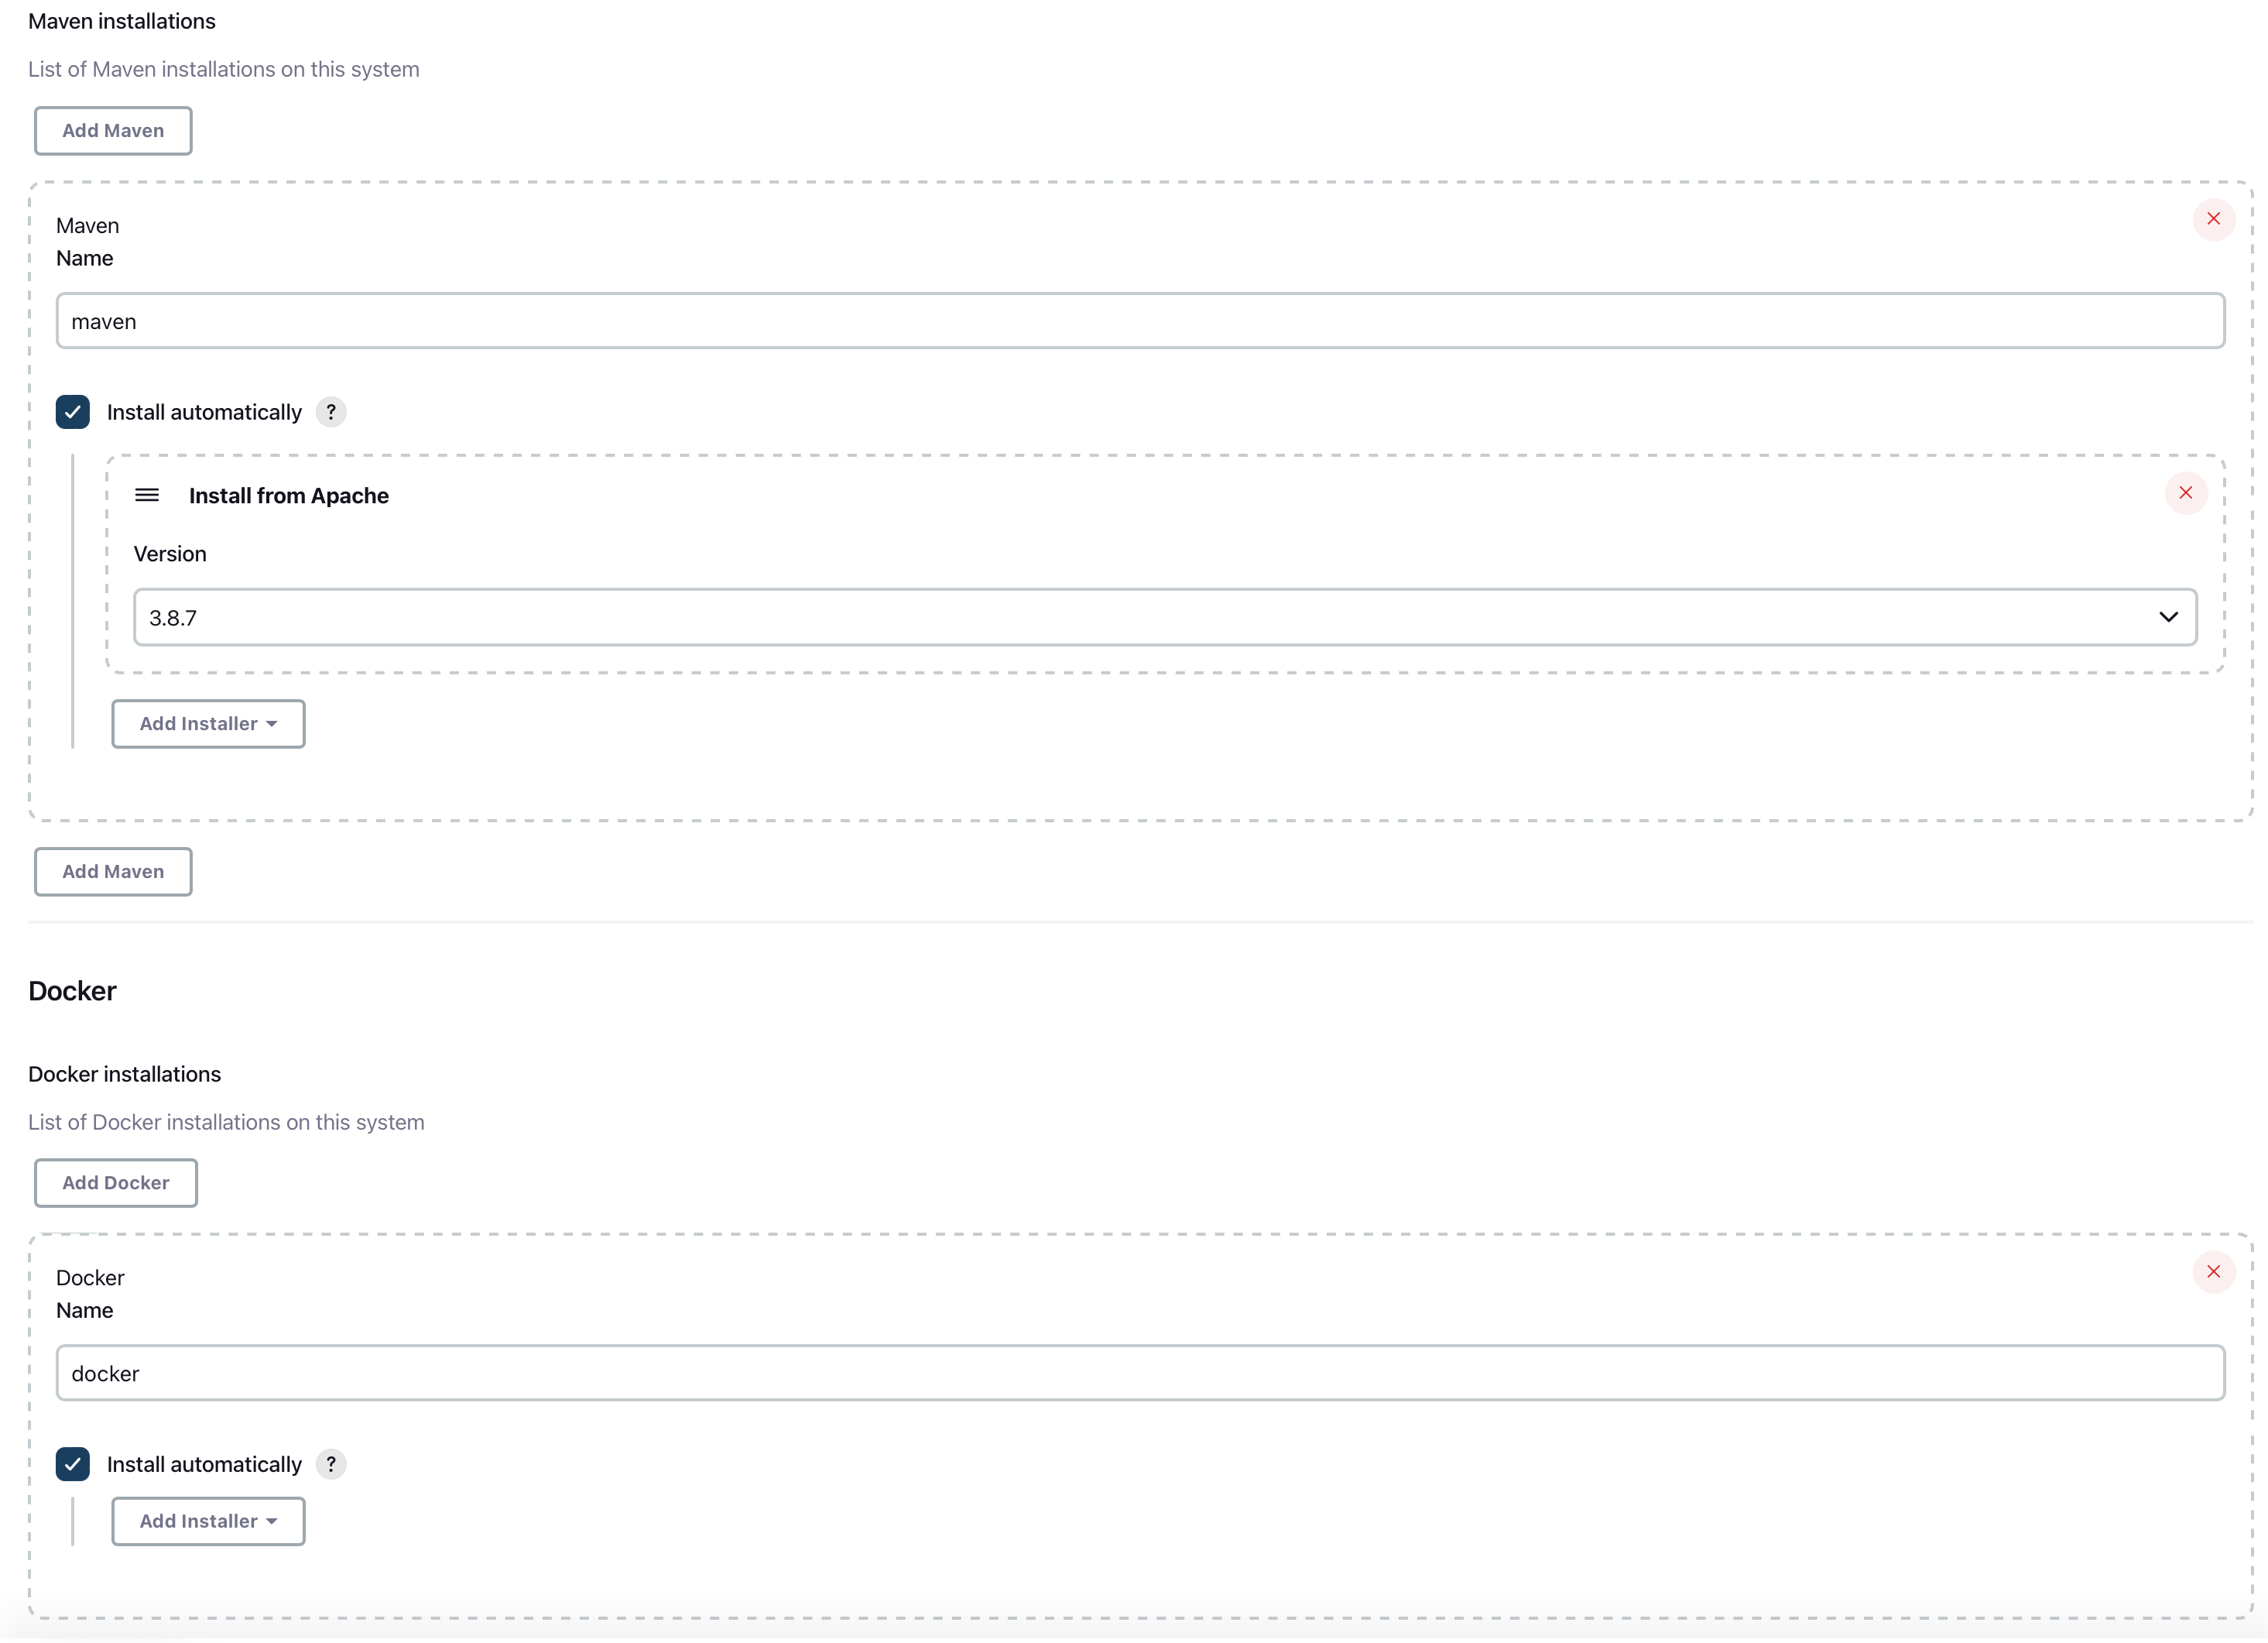 Maven installations
List of Maven installations on this system
Add Maven
Maven
Name
maven
Install automatically ?
Install from Apache
Version
3.8.7
Add Installer
Add Maven
Docker
Docker installations
List of Docker installations on this system
Add Docker
Docker
Name
docker
Install automatically ?
Add Installer